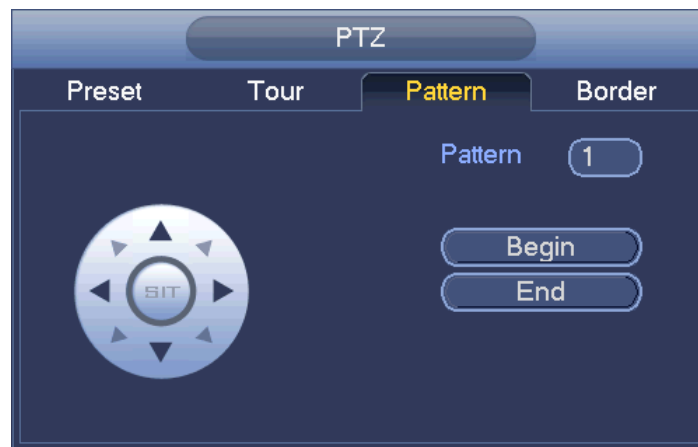 PTZ
Preset Tour Pattern Border
Pattern 1
SIT
Begin
End